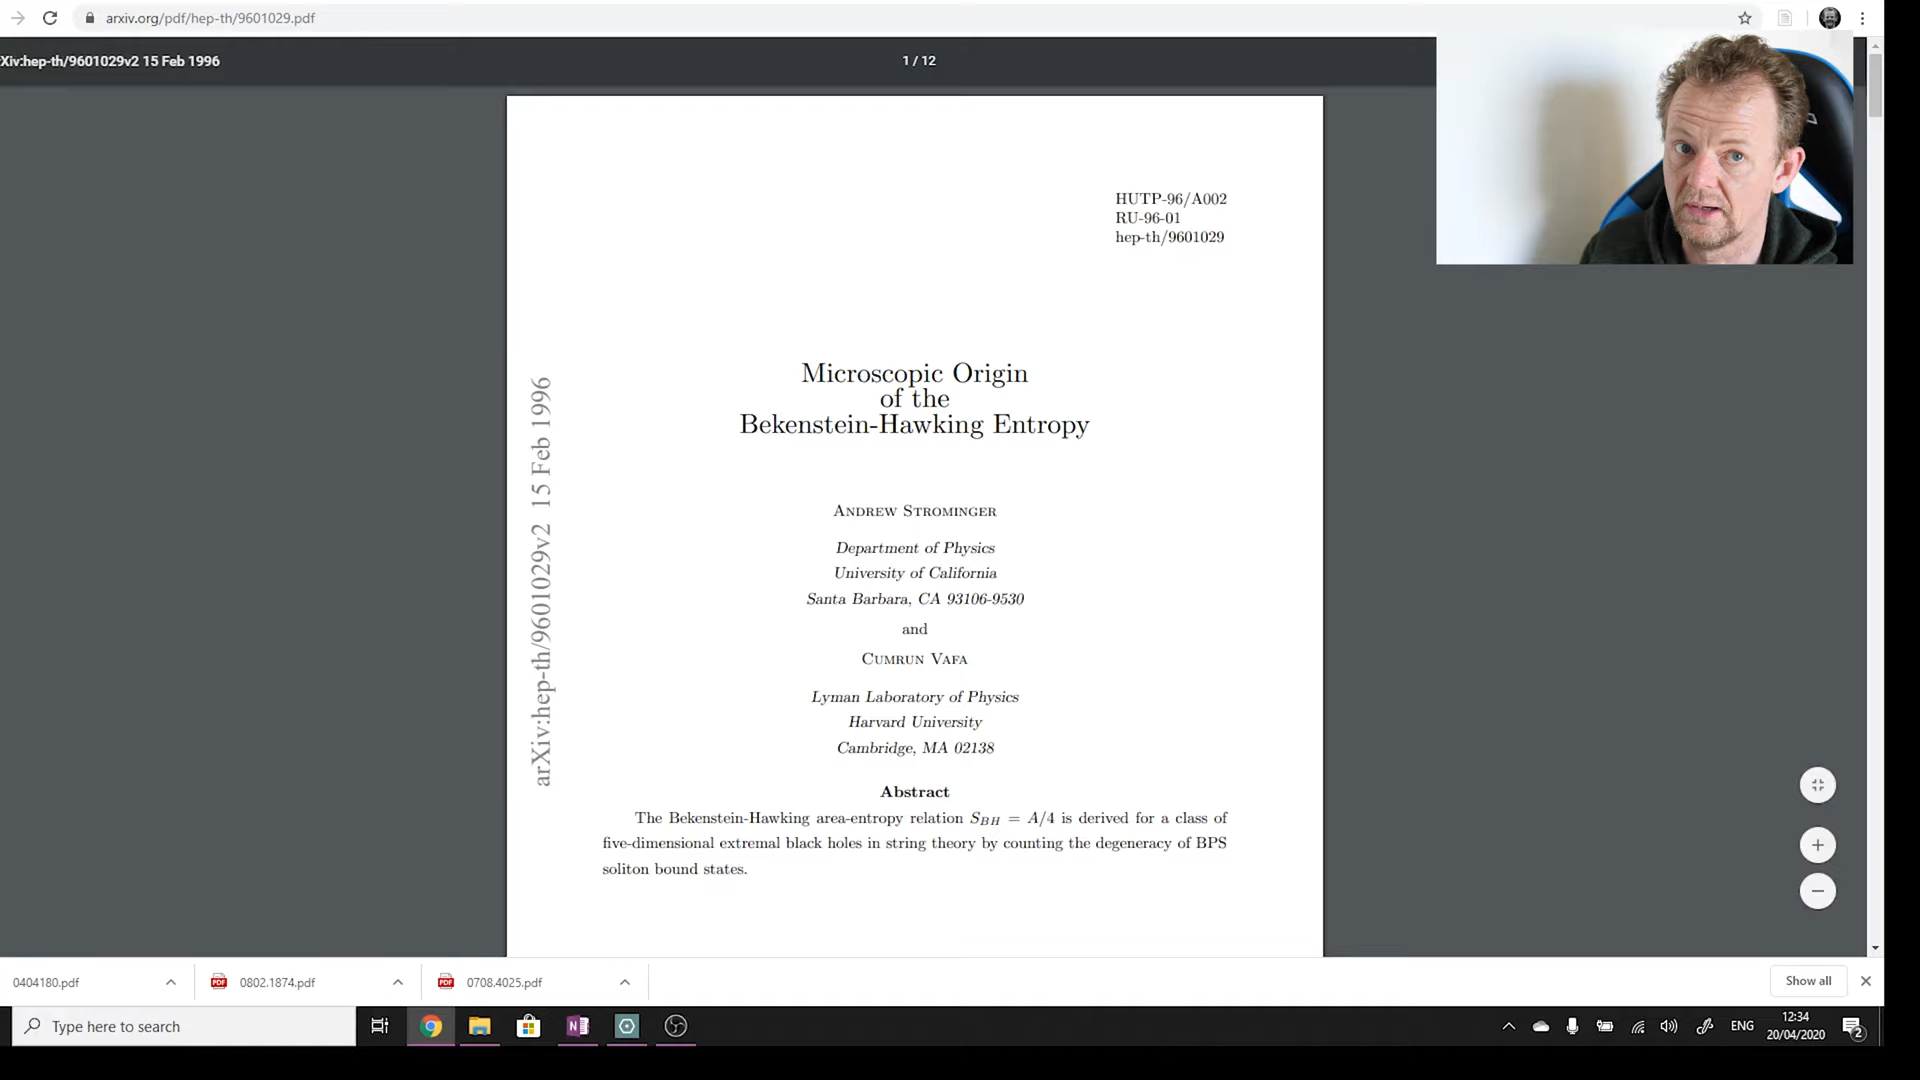 arxiv.org/pdf/hep-th/9601029.pdf
Xiv:hep-th/9601029v2 15 Feb 1996
1 / 12
HUTP-96/A002
RU-96-01
hep-th/9601029
Microscopic Origin
of the
Bekenstein-Hawking Entropy
arXiv:hep-th/9601029v2 15 Feb 1996
Andrew Strominger
Department of Physics
University of California
Santa Barbara, CA 93106-9530
and
Cumrun Vafa
Lyman Laboratory of Physics
Harvard University
Cambridge, MA 02138
Abstract
The Bekenstein-Hawking area-entropy relation S_BH = A/4 is derived for a class of
five-dimensional extremal black holes in string theory by counting the degeneracy of BPS
soliton bound states.
0404180.pdf
0802.1874.pdf
0708.4025.pdf
Show all
Type here to search
ENG
12:34
20/04/2020
2